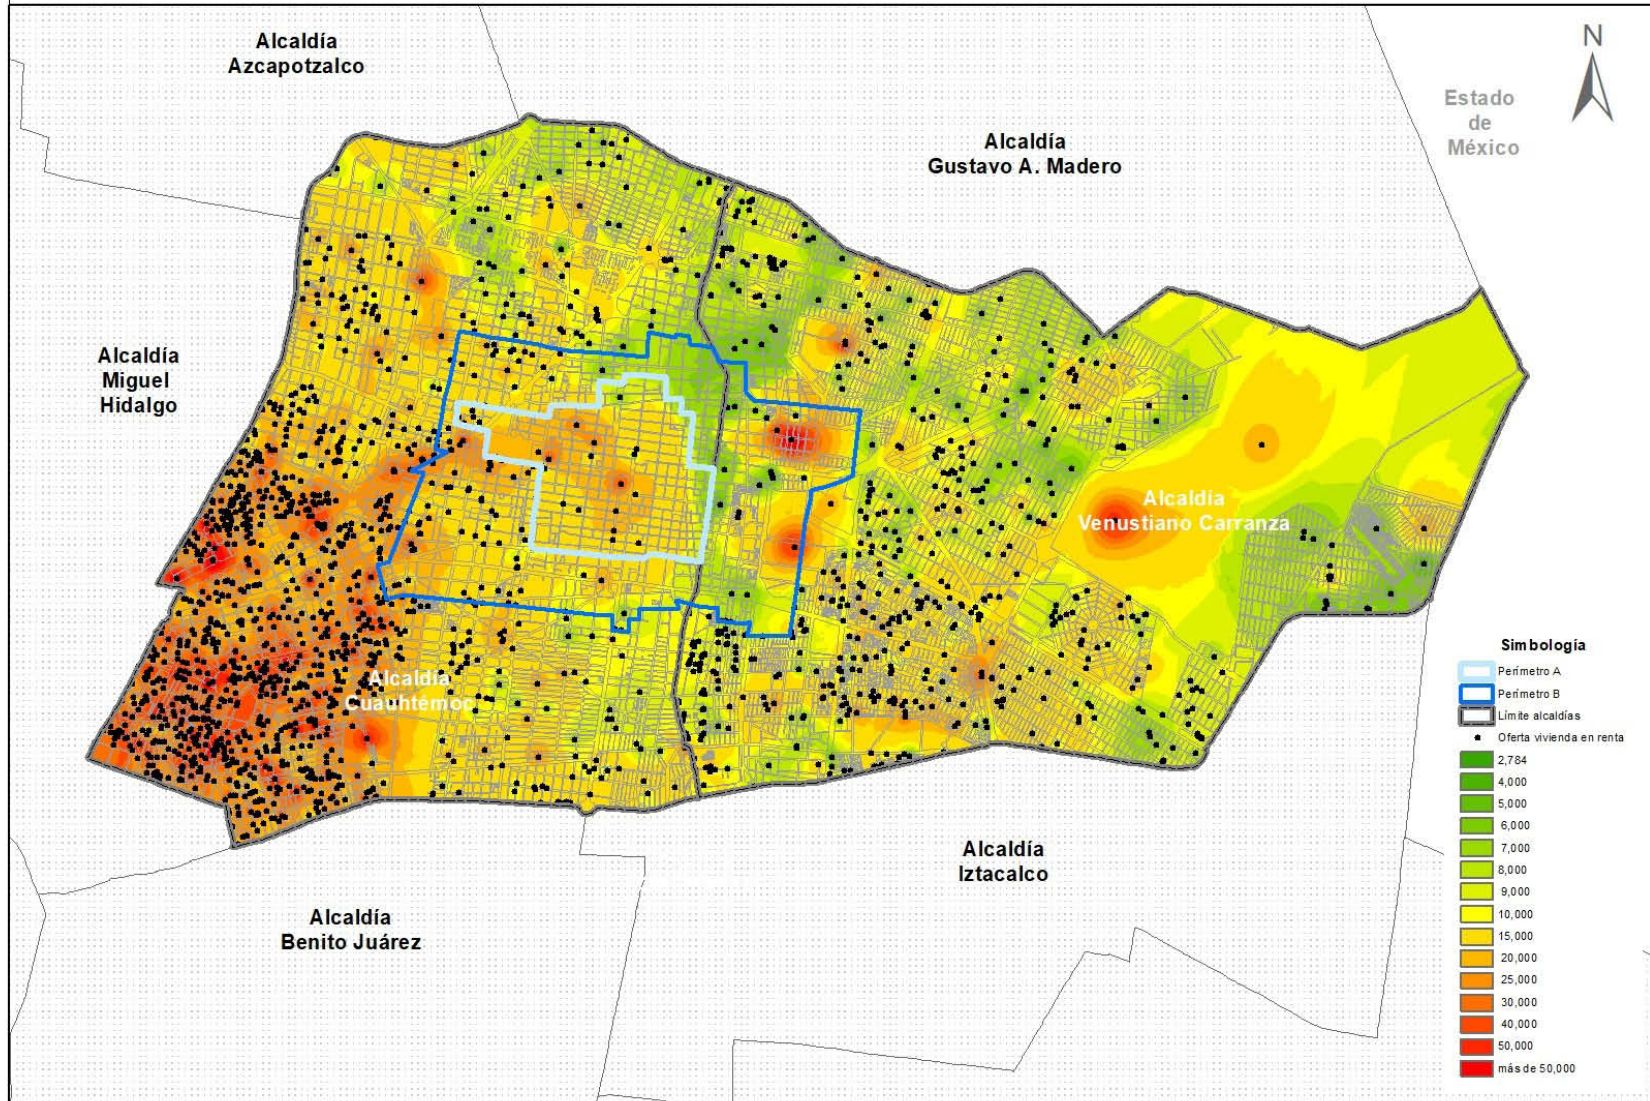 Alcaldía
Azcapotzalco
N
Estado
de
México
Alcaldía
Gustavo A. Madero
Alcaldía
Miguel
Hidalgo
Alcaldía
Venustiano Carranza
Alcaldía
Cuauhtémoc
Alcaldía
Iztacalco
Alcaldía
Benito Juárez
Simbología
Perímetro A
Perímetro B
Límite alcaldías
Oferta vivienda en renta
2,784
4,000
5,000
6,000
7,000
8,000
9,000
10,000
15,000
20,000
25,000
30,000
40,000
50,000
más de 50,000